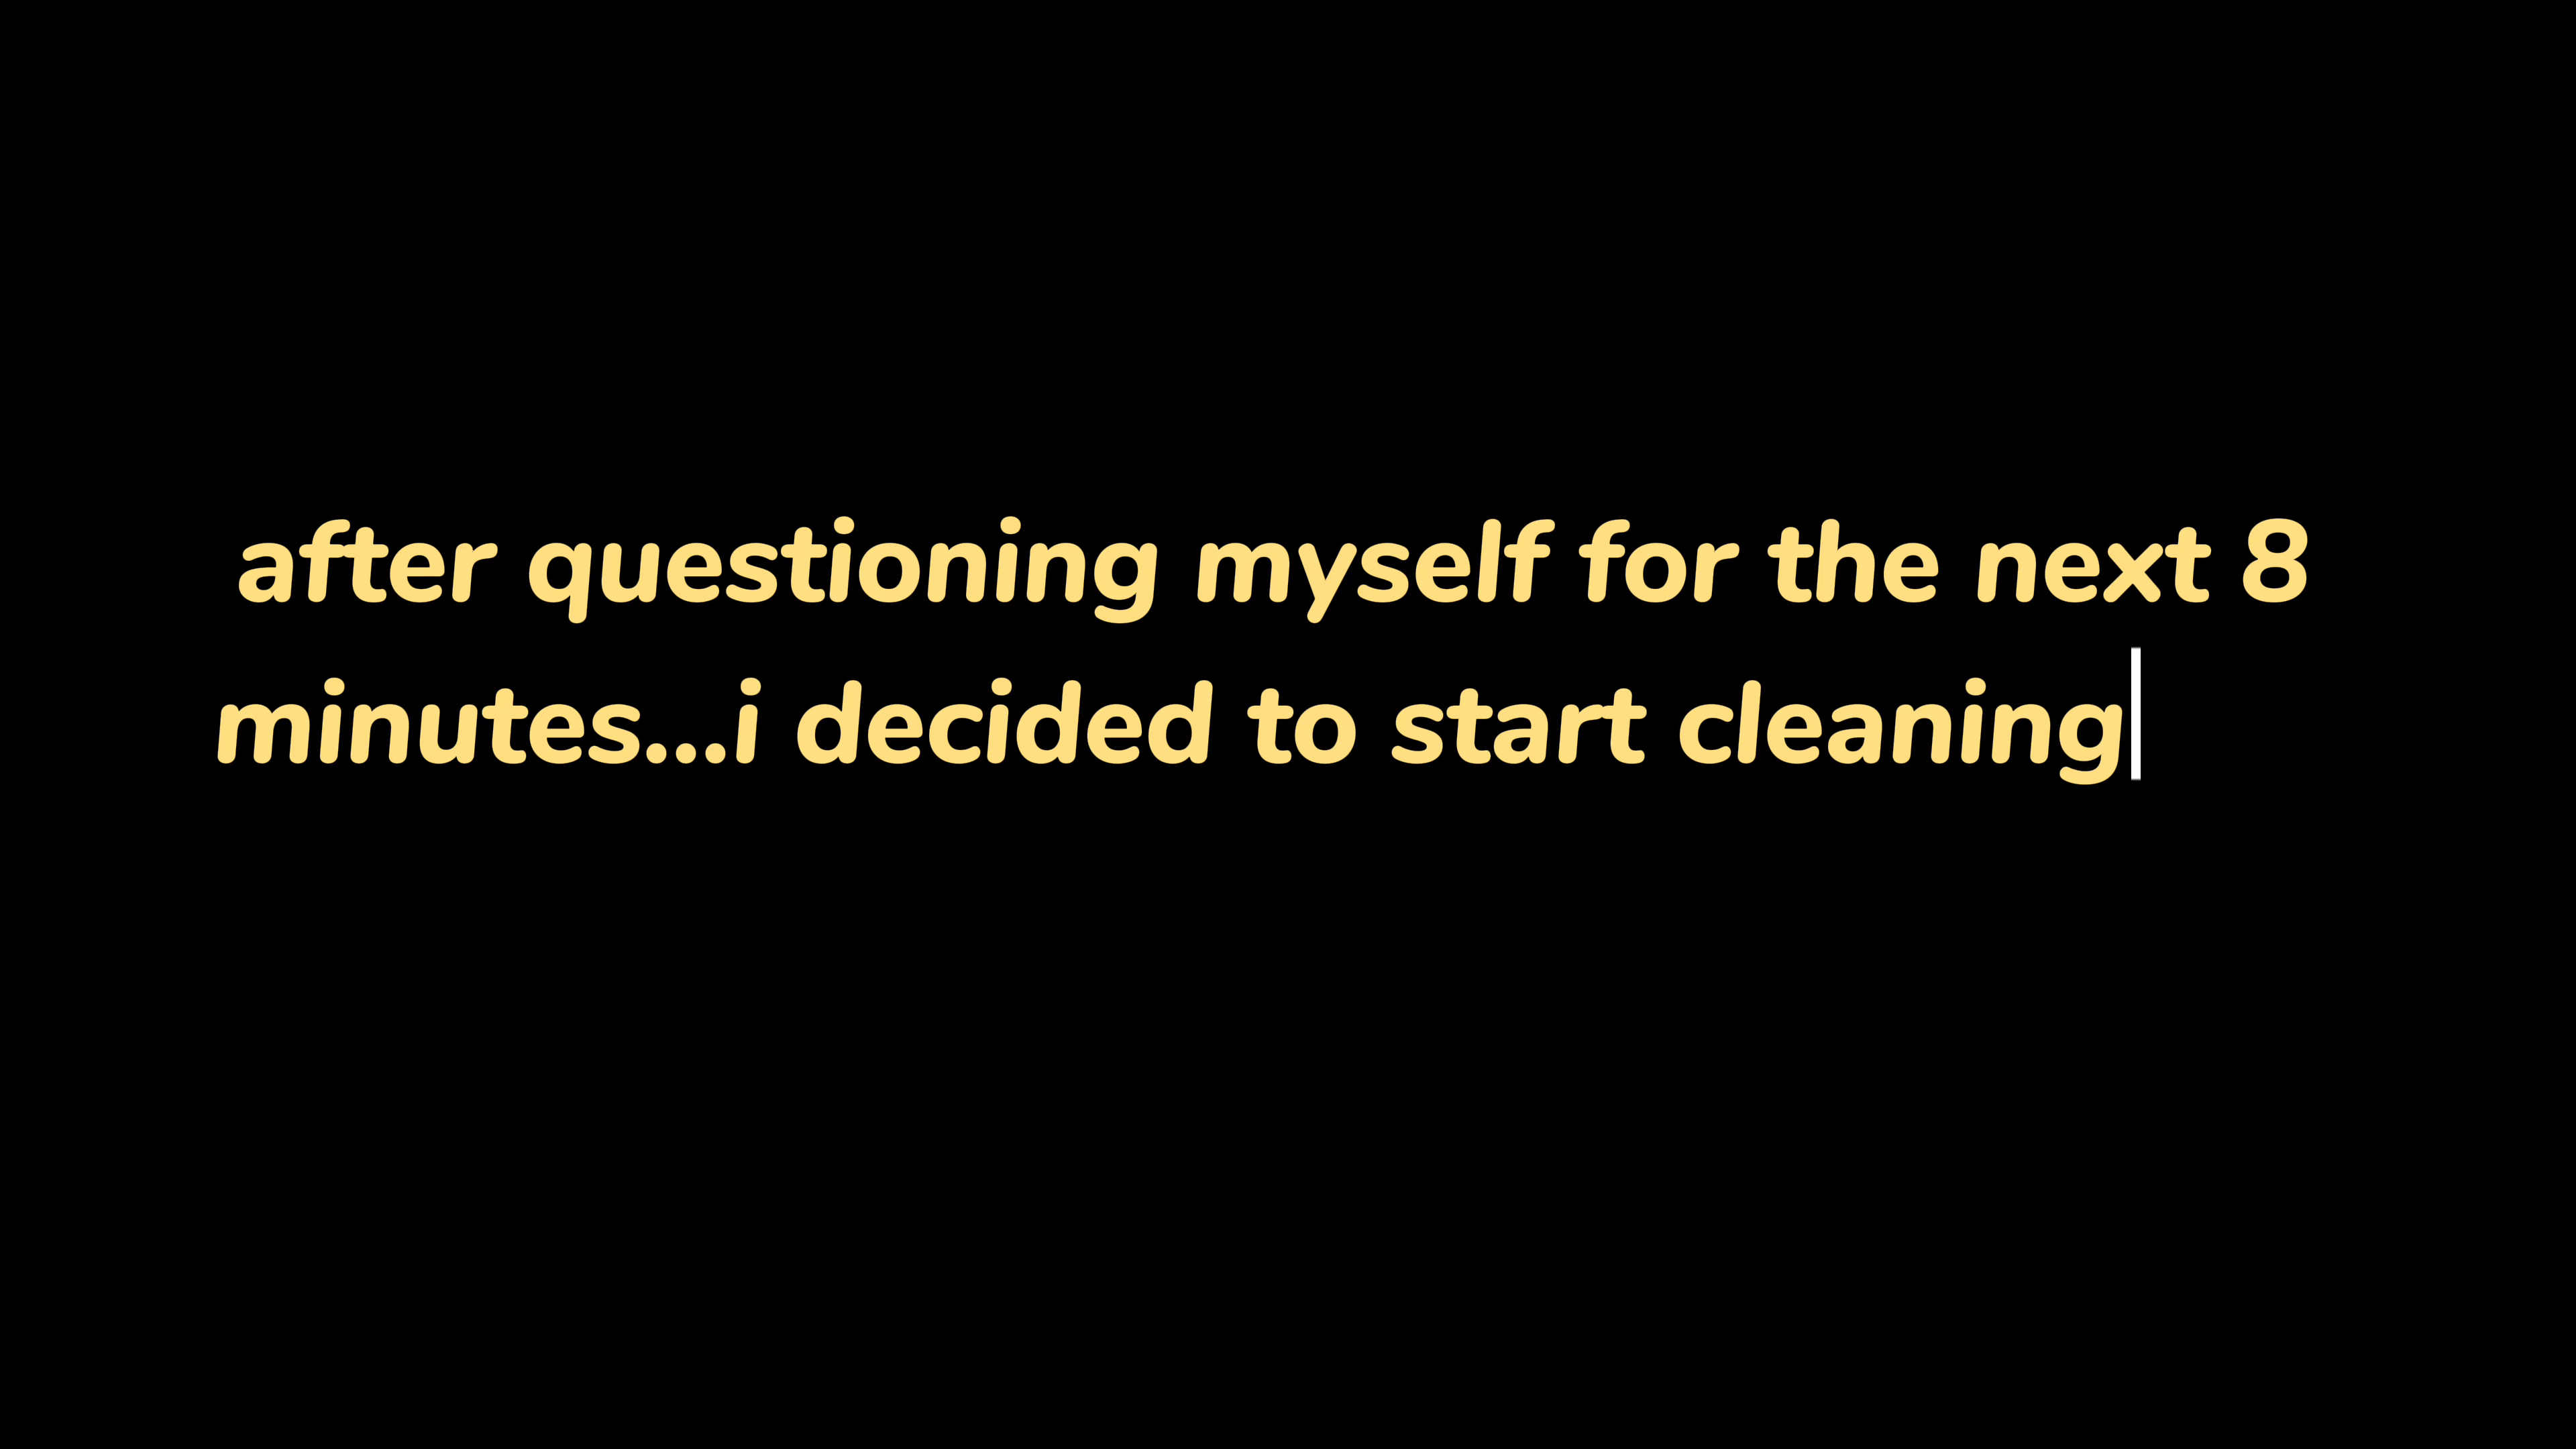 after questioning myself for the next 8
minutes...i decided to start cleaning